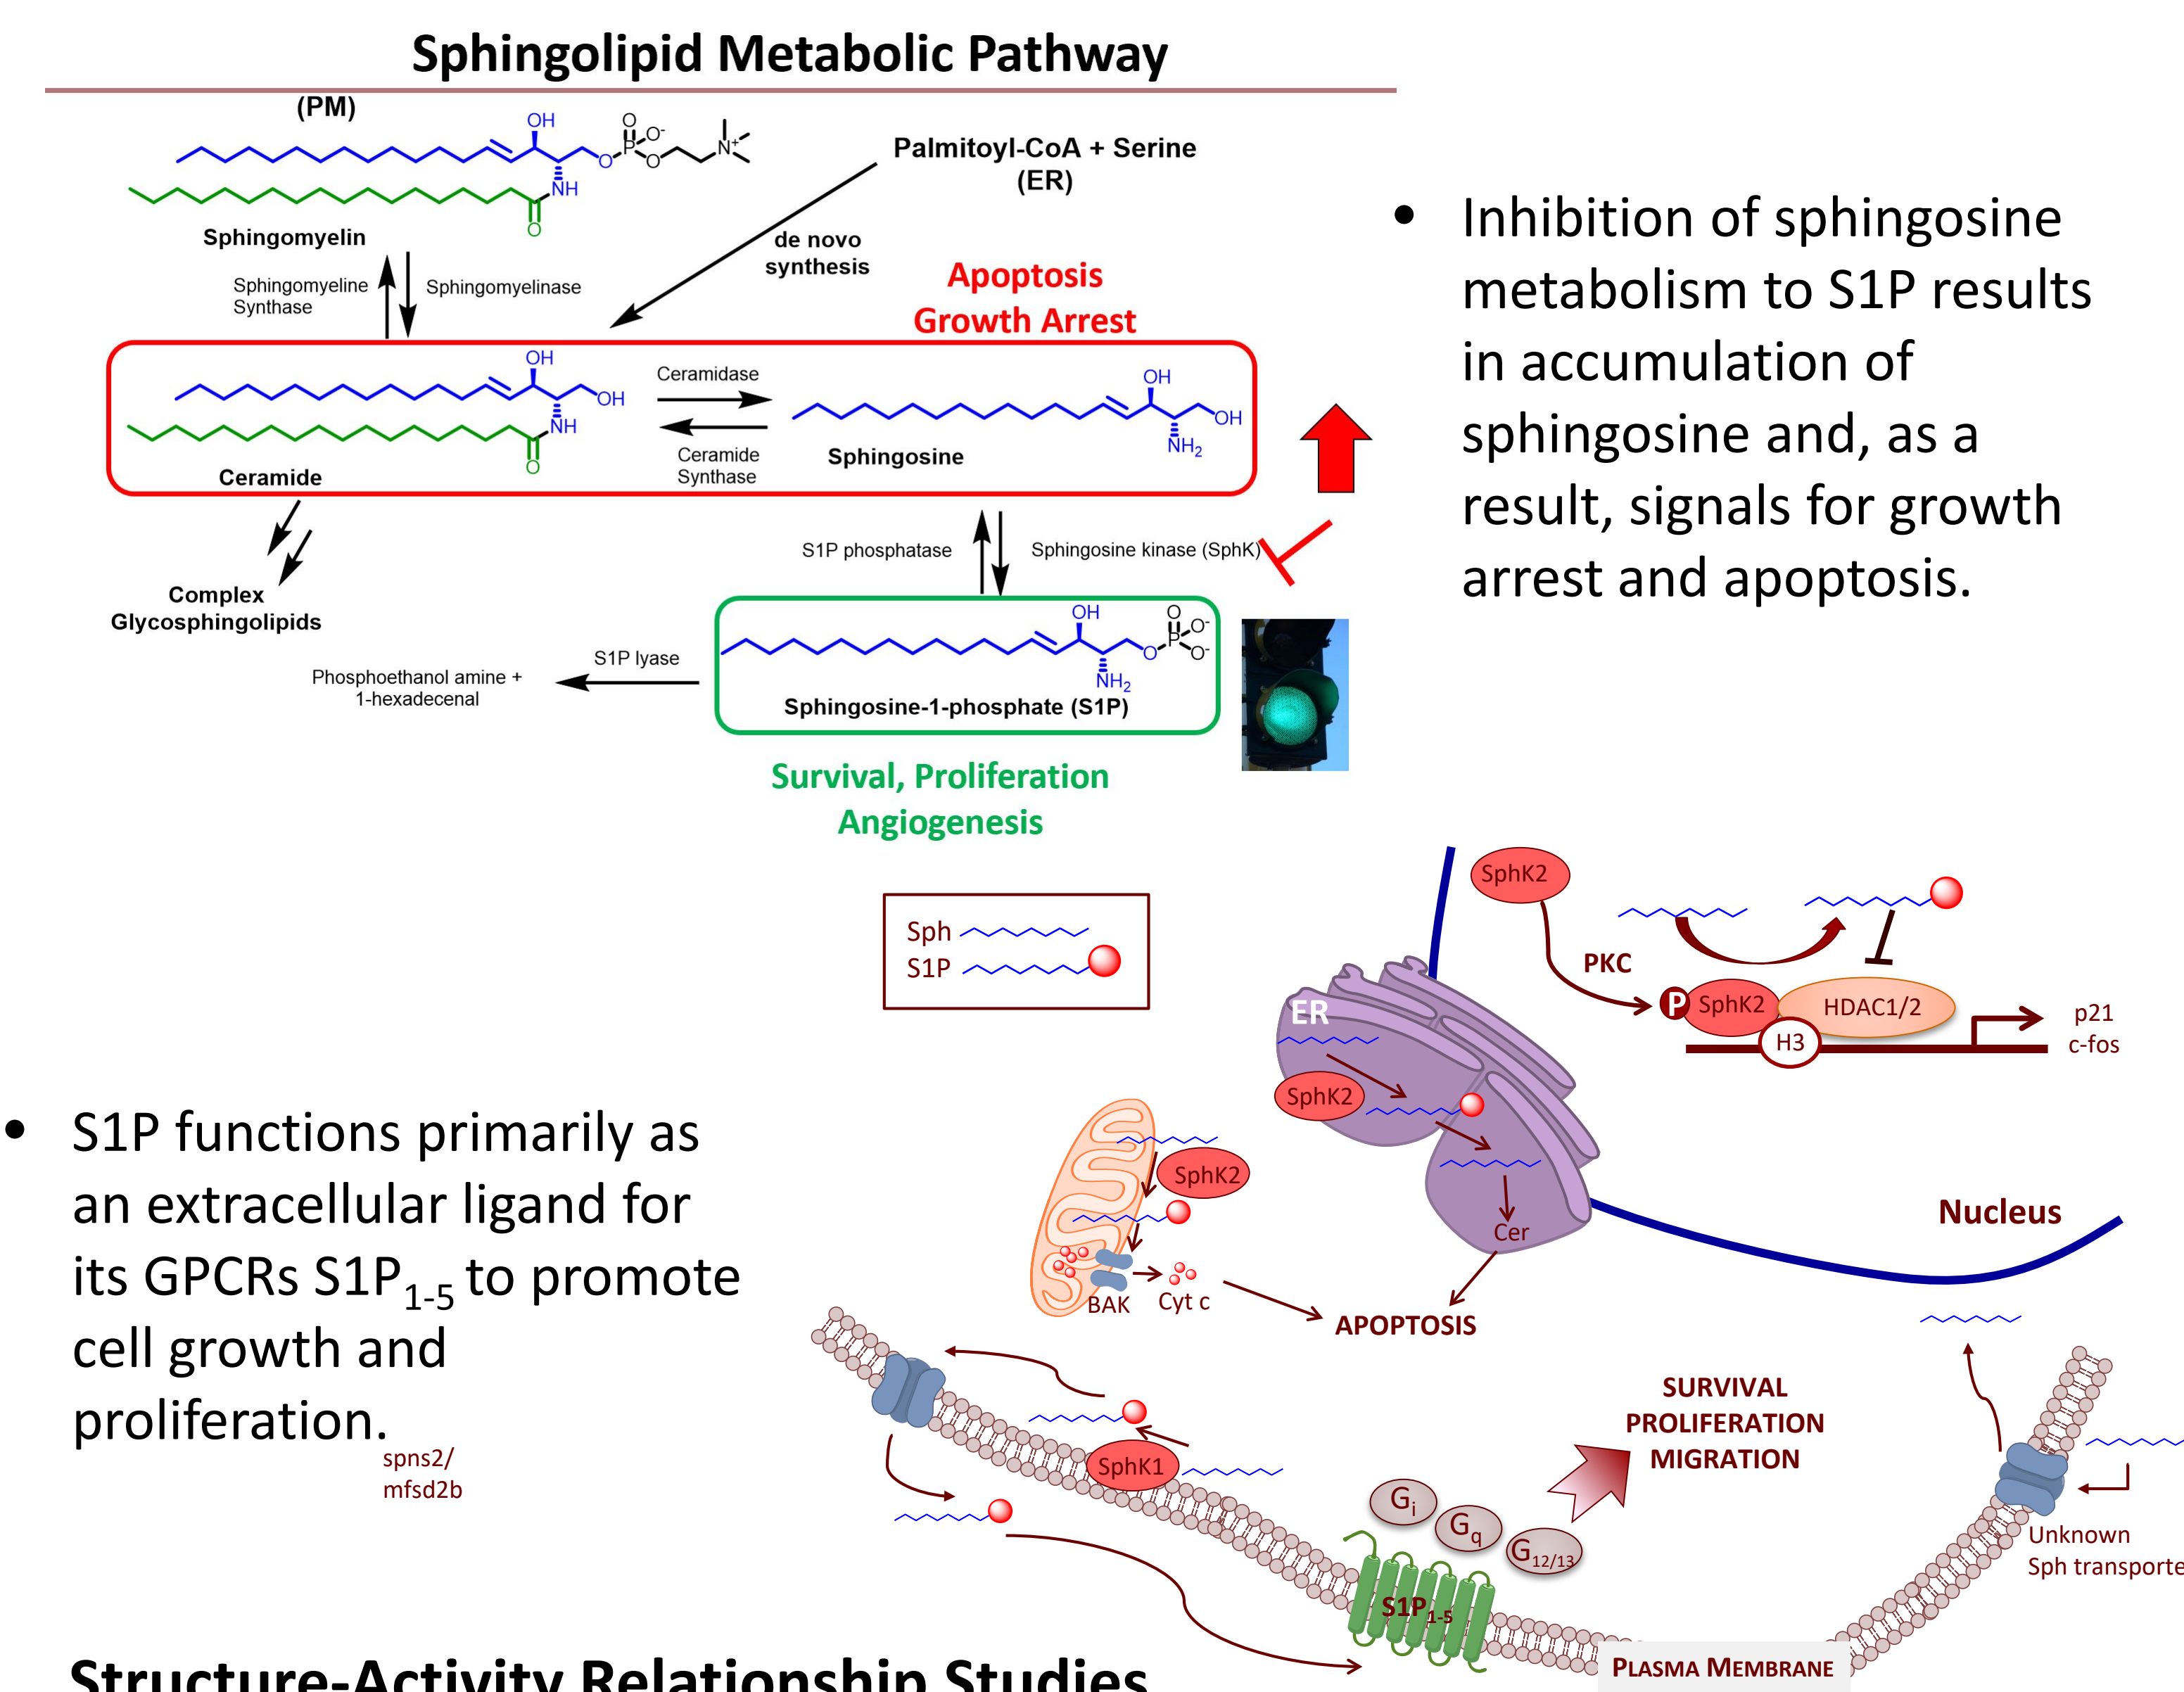 Sphingolipid Metabolic Pathway
(PM)
OH
O
O-
P
O
O
N+
NH
O
Sphingomyelin
Palmitoyl-CoA + Serine
(ER)
de novo
synthesis
Sphingomyeline
Synthase
Sphingomyelinase
Apoptosis
Growth Arrest
OH
OH
NH
O
Ceramide
Ceramidase
Ceramide
Synthase
OH
OH
NH2
Sphingosine
Complex
Glycosphingolipids
S1P phosphatase
Sphingosine kinase (SphK)
OH
O
O-
P
O
O-
NH2
Sphingosine-1-phosphate (S1P)
S1P lyase
Phosphoethanol amine +
1-hexadecenal
Survival, Proliferation
Angiogenesis
• Inhibition of sphingosine
metabolism to S1P results
in accumulation of
sphingosine and, as a
result, signals for growth
arrest and apoptosis.
Sph
S1P
SphK2
PKC
P
SphK2
HDAC1/2
H3
p21
c-fos
ER
SphK2
Cer
SphK2
BAK
Cyt c
APOPTOSIS
Nucleus
• S1P functions primarily as
an extracellular ligand for
its GPCRs S1P1-5 to promote
cell growth and
proliferation.
spns2/
mfsd2b
SphK1
SURVIVAL
PROLIFERATION
MIGRATION
Gi
Gq
G12/13
S1P1-5
Unknown
Sph transporte
PLASMA MEMBRANE
Structure-Activity Relationship Studies